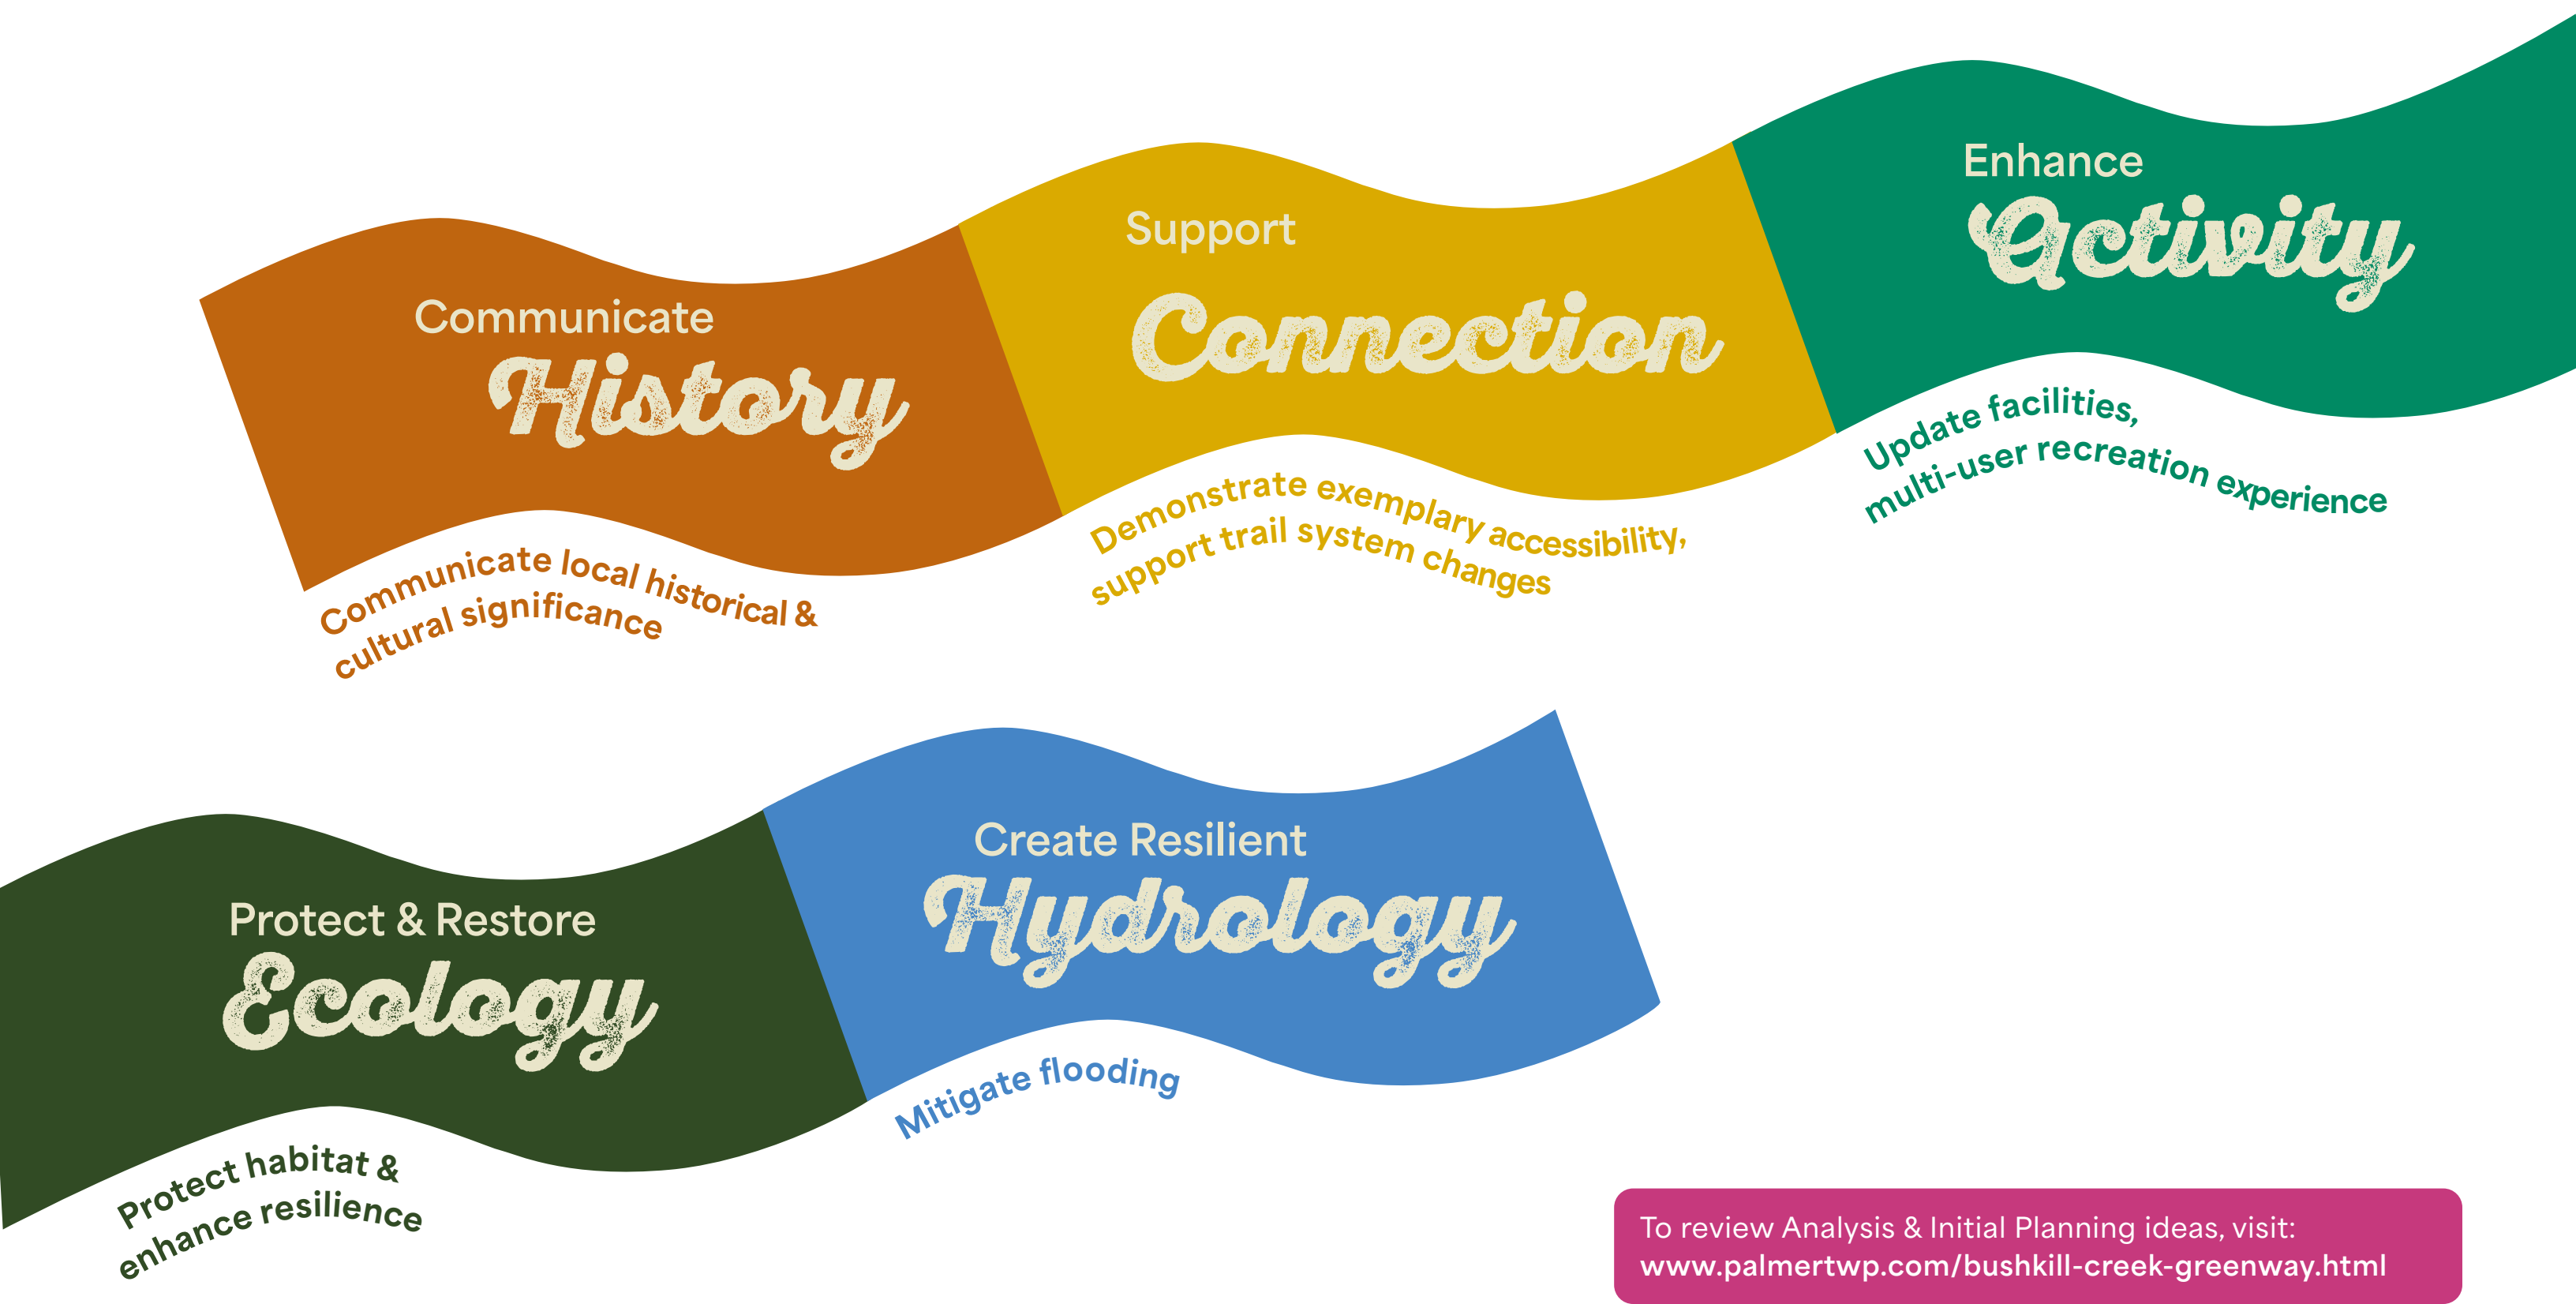 Communicate
History
Communicate local historical &
cultural significance
Support
Connection
Demonstrate exemplary accessibility,
support trail system changes
Enhance
Activity
Update facilities,
multi-user recreation experience
Protect & Restore
Ecology
Protect habitat &
enhance resilience
Create Resilient
Hydrology
Mitigate flooding
To review Analysis & Initial Planning ideas, visit:
www.palmertwp.com/bushkill-creek-greenway.html